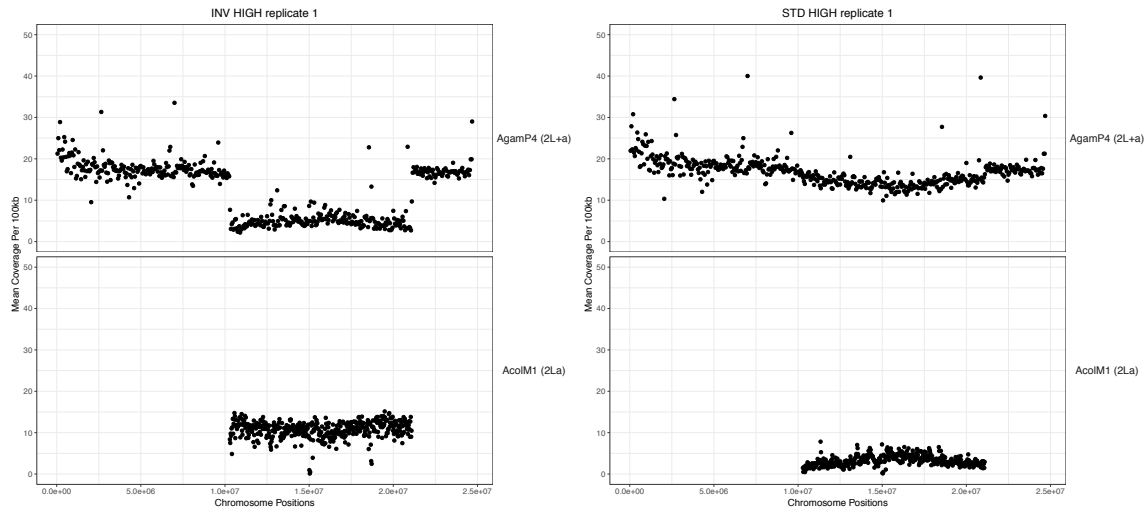 INV HIGH replicate 1
STD HIGH replicate 1
50
40
30
20
10
0
AgamP4 (2L+a)
50
40
30
20
10
0
AgamP4 (2L+a)
Mean Coverage Per 100kb
Mean Coverage Per 100kb
50
40
30
20
10
0
AcolM1 (2La)
50
40
30
20
10
0
AcolM1 (2La)
0.0e+00 5.0e+06 1.0e+07 1.5e+07 2.0e+07 2.5e+07
Chromosome Positions
0.0e+00 5.0e+06 1.0e+07 1.5e+07 2.0e+07 2.5e+07
Chromosome Positions